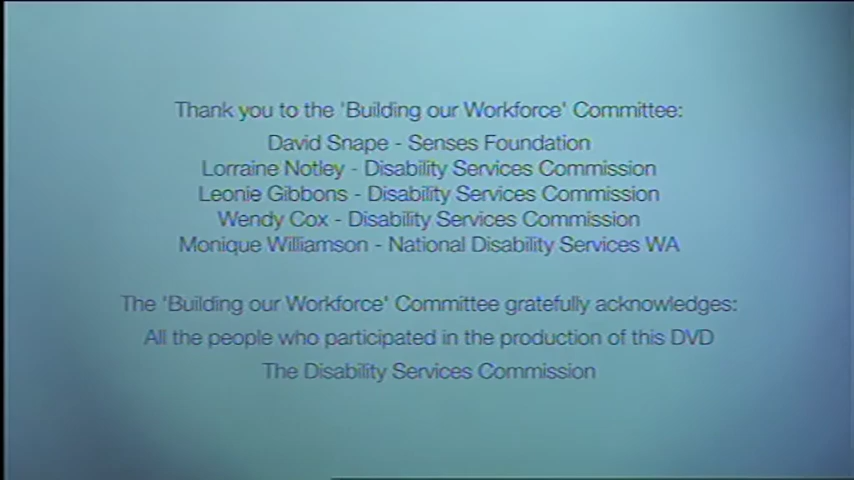 Thank you to the 'Building our Workforce' Committee:
David Snape - Senses Foundation
Lorraine Notley - Disability Services Commission
Leonie Gibbons - Disability Services Commission
Wendy Cox - Disability Services Commission
Monique Williamson - National Disability Services WA
The 'Building our Workforce' Committee gratefully acknowledges:
All the people who participated in the production of this DVD
The Disability Services Commission